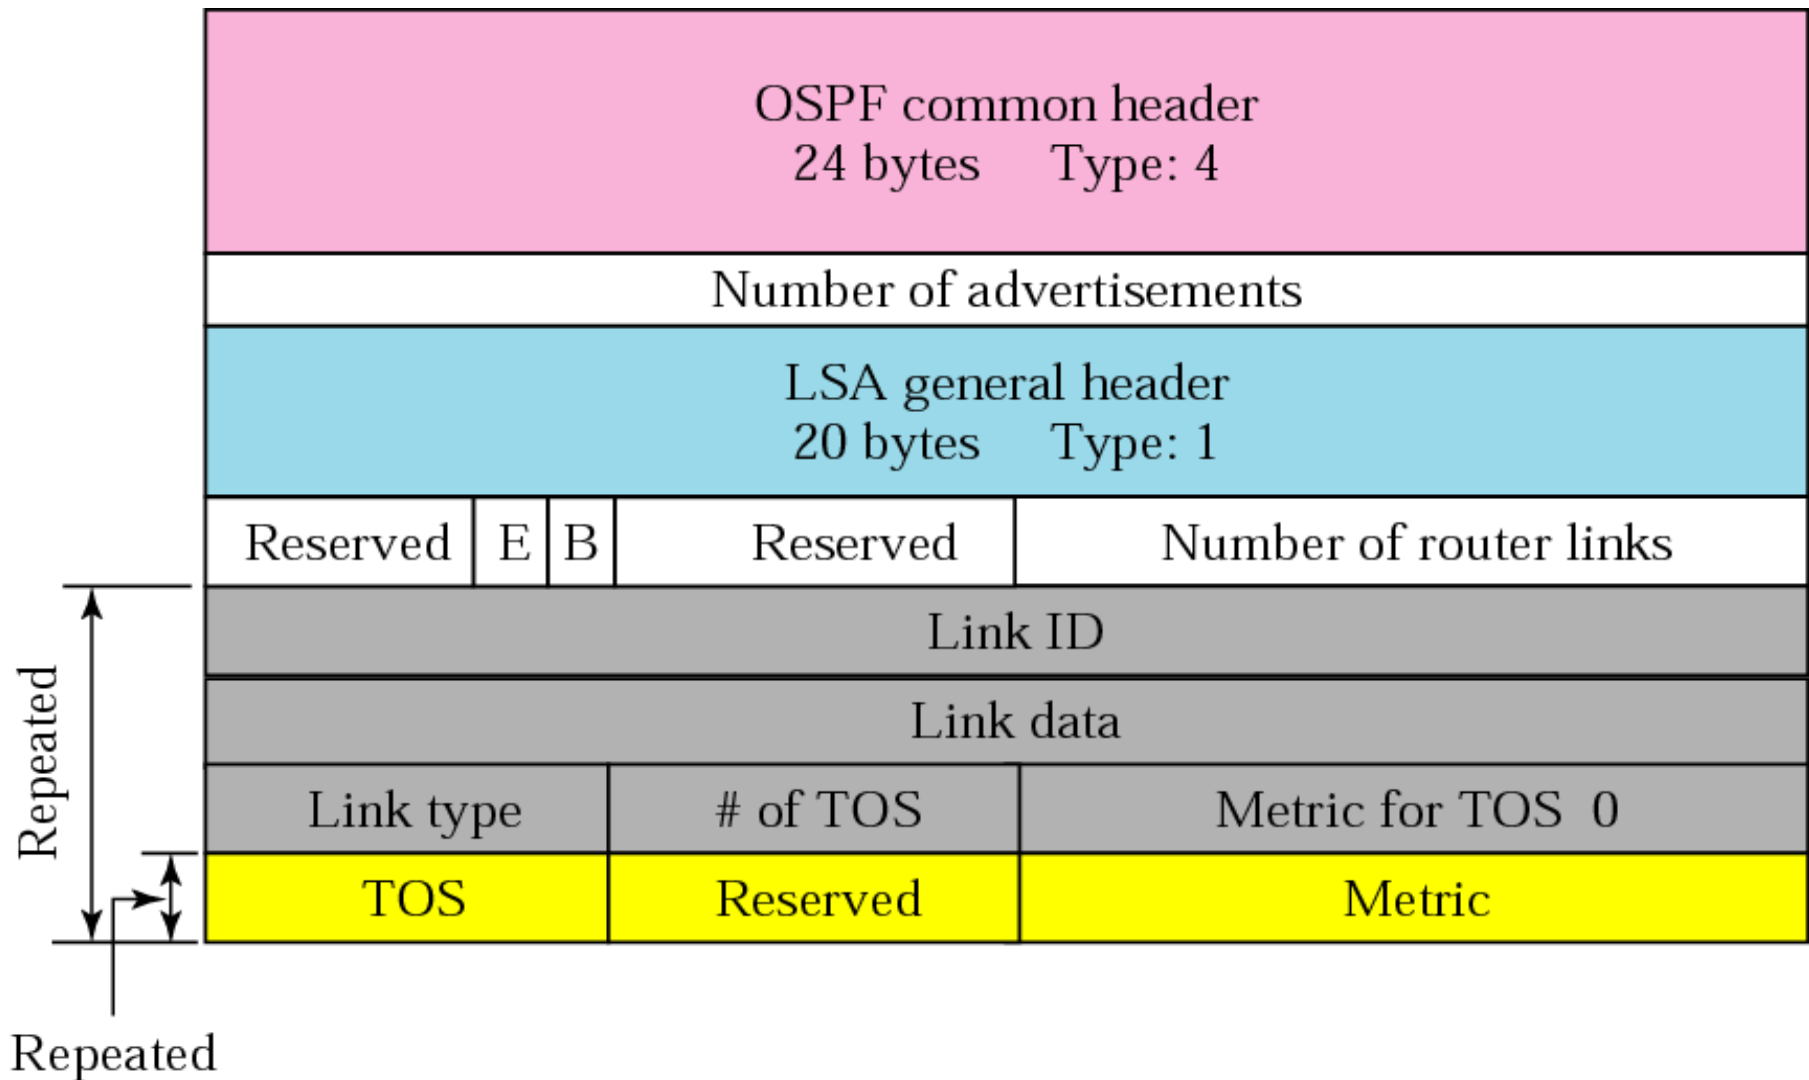 OSPF common header
24 bytes Type: 4
Number of advertisements
LSA general header
20 bytes Type: 1
Reserved E B Reserved Number of router links
Link ID
Link data
Link type # of TOS Metric for TOS 0
TOS Reserved Metric
Repeated
Repeated